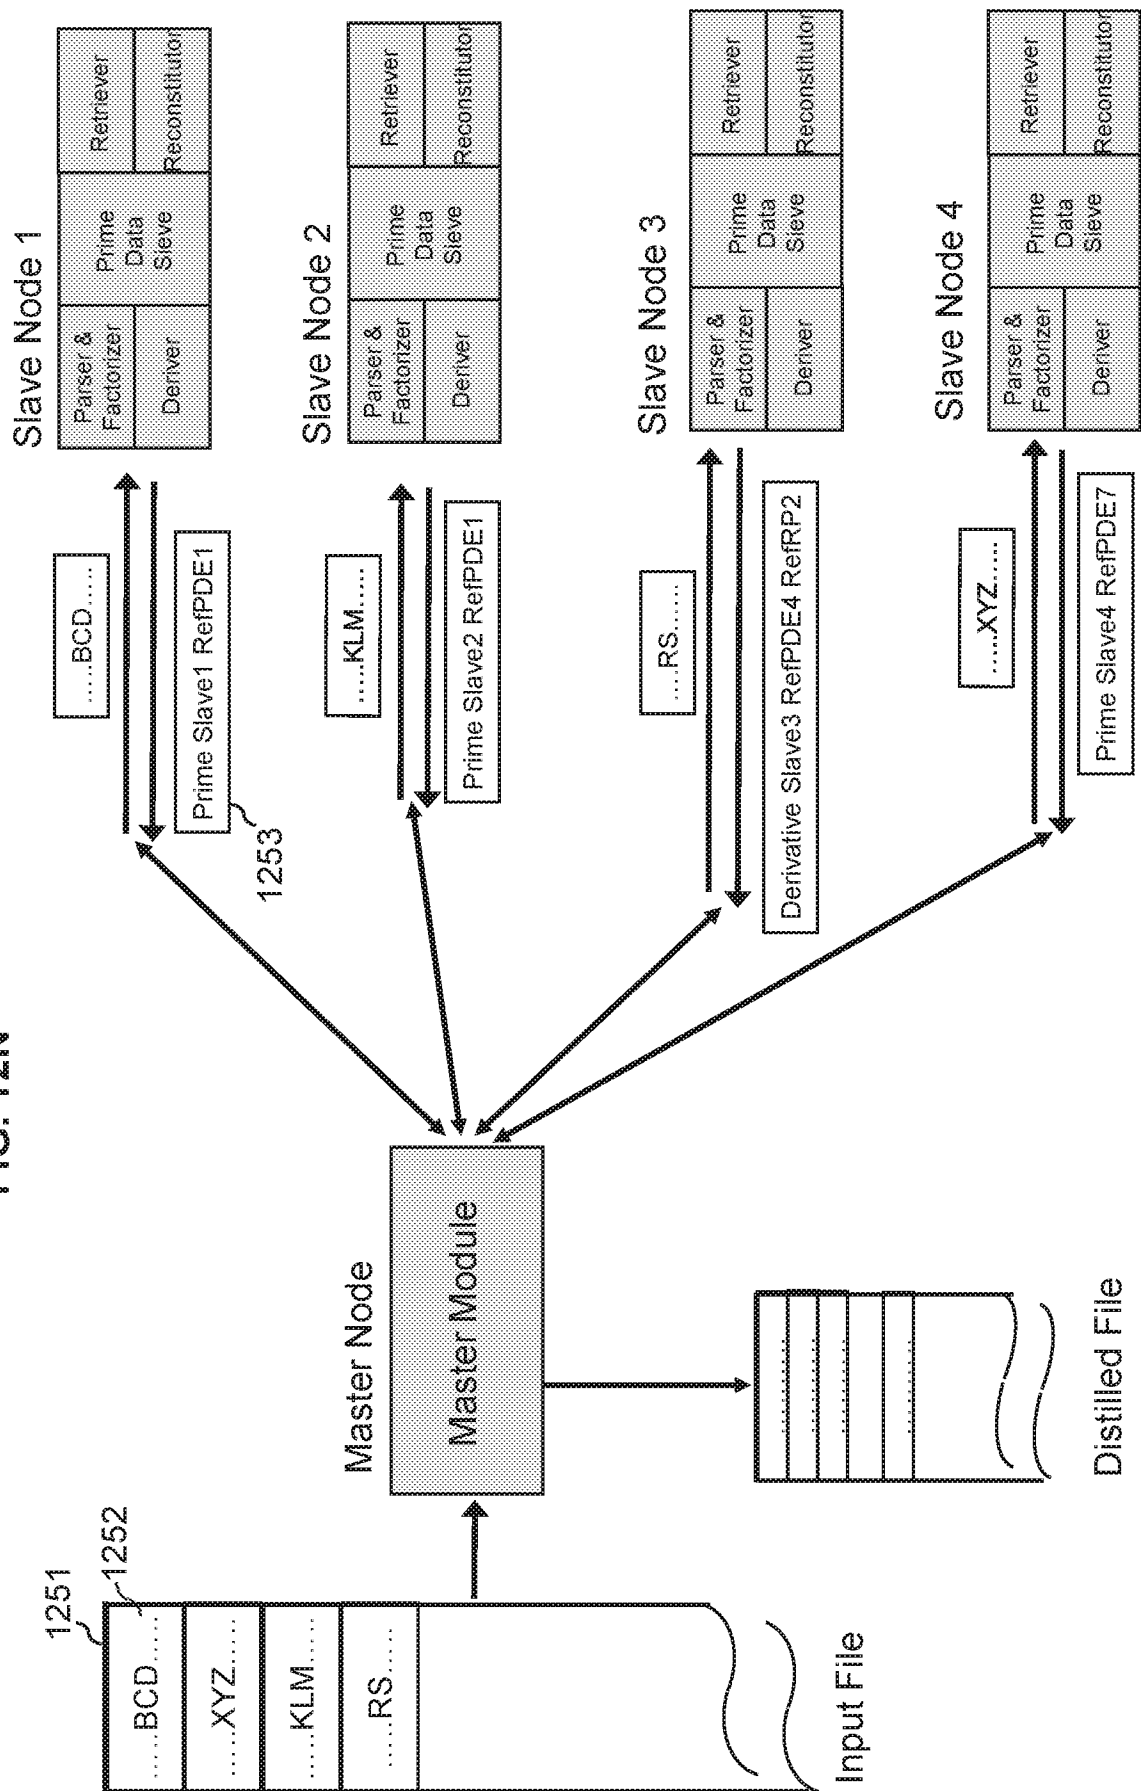 FIG. 12N
1251
1252
......BCD......
......XYZ......
......KLM......
......RS......
Input File
Master Node
Master Module
Distilled File
.....BCD.....
Prime Slave1 RefPDE1
1253
Slave Node 1
Parser &
Factorizer
Deriver
Prime
Data
Sieve
Retriever
Reconstitutor
.....KLM.....
Prime Slave2 RefPDE1
Slave Node 2
Parser &
Factorizer
Deriver
Prime
Data
Sieve
Retriever
Reconstitutor
....RS......
Derivative Slave3 RefPDE4 RefRP2
Slave Node 3
Parser &
Factorizer
Deriver
Prime
Data
Sieve
Retriever
Reconstitutor
.....XYZ.....
Prime Slave4 RefPDE7
Slave Node 4
Parser &
Factorizer
Deriver
Prime
Data
Sieve
Retriever
Reconstitutor